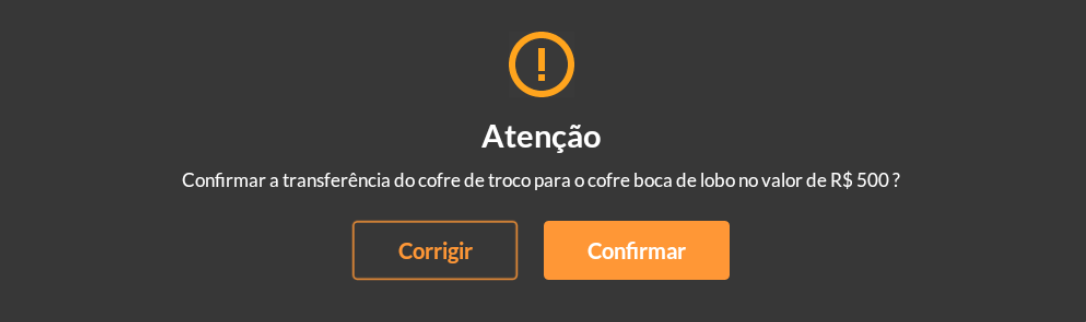 Atenção
Confirmar a transferência do cofre de troco para o cofre boca de lobo no valor de R$ 500 ?
Corrigir
Confirmar